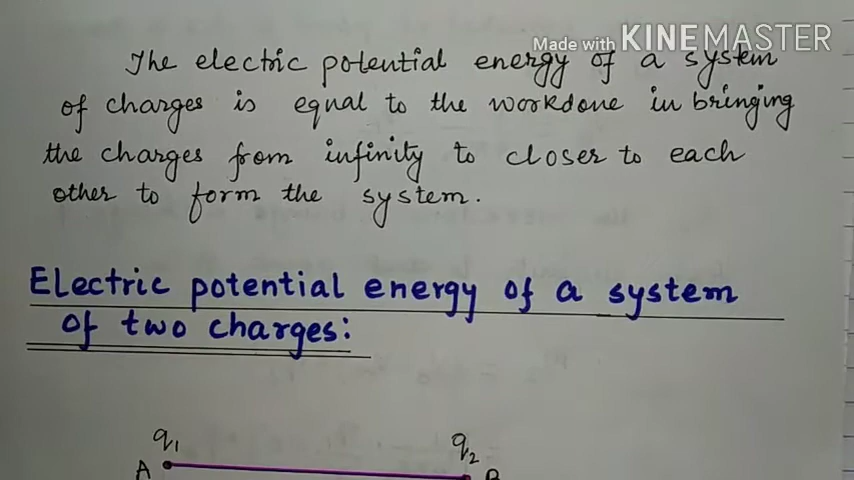 Made with KINEMASTER
The electric potential energy of a system
of charges is equal to the workdone in bringing
the charges from infinity to closer to each
other to form the system.
Electric potential energy of a system
of two charges:
q₁ q₂
A B